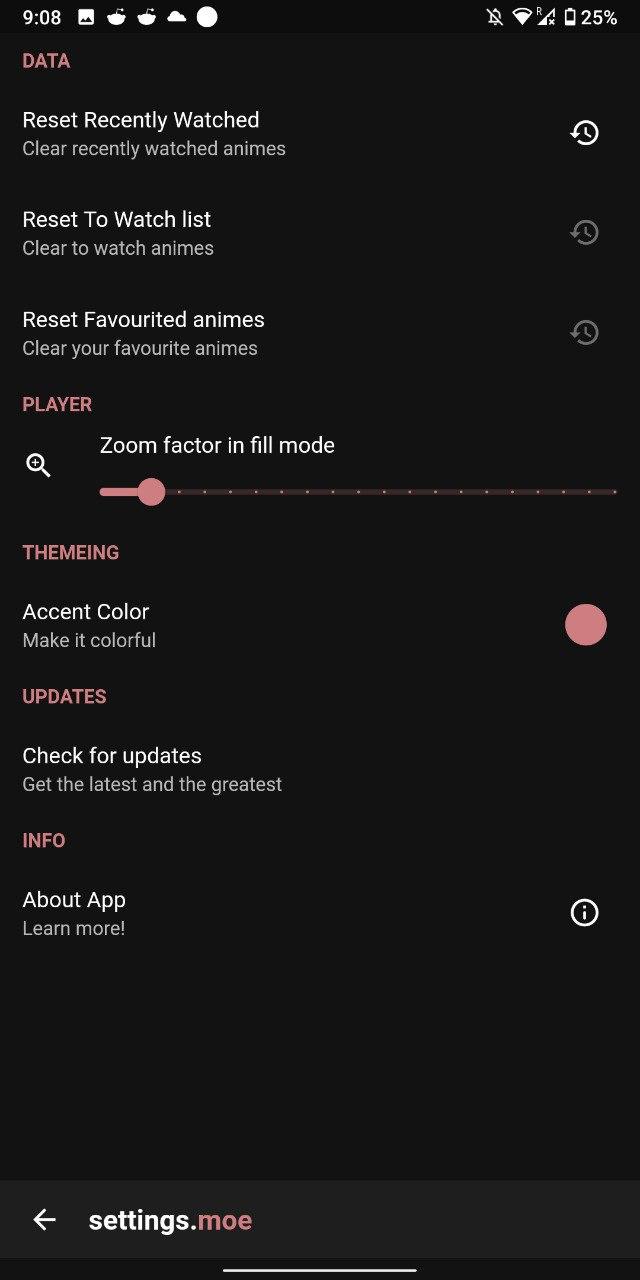 9:08
R
25%
DATA
Reset Recently Watched
Clear recently watched animes
Reset To Watch list
Clear to watch animes
Reset Favourited animes
Clear your favourite animes
PLAYER
Zoom factor in fill mode
THEMEING
Accent Color
Make it colorful
UPDATES
Check for updates
Get the latest and the greatest
INFO
About App
Learn more!
settings.moe